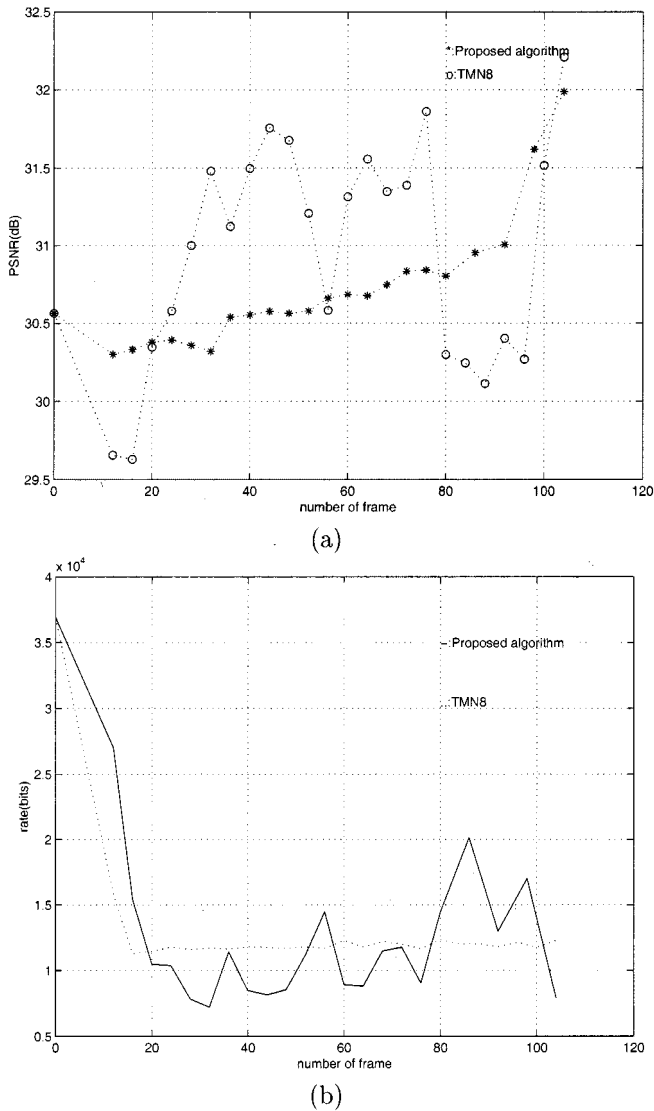 32.5
32
31.5
31
30.5
30
29.5
PSNR(dB)
*:Proposed algorithm
o:TMN8
0 20 40 60 80 100 120
number of frame
(a)
x 10^4
4
3.5
3
2.5
2
1.5
1
0.5
rate(bits)
–:Proposed algorithm
..:TMN8
0 20 40 60 80 100 120
number of frame
(b)